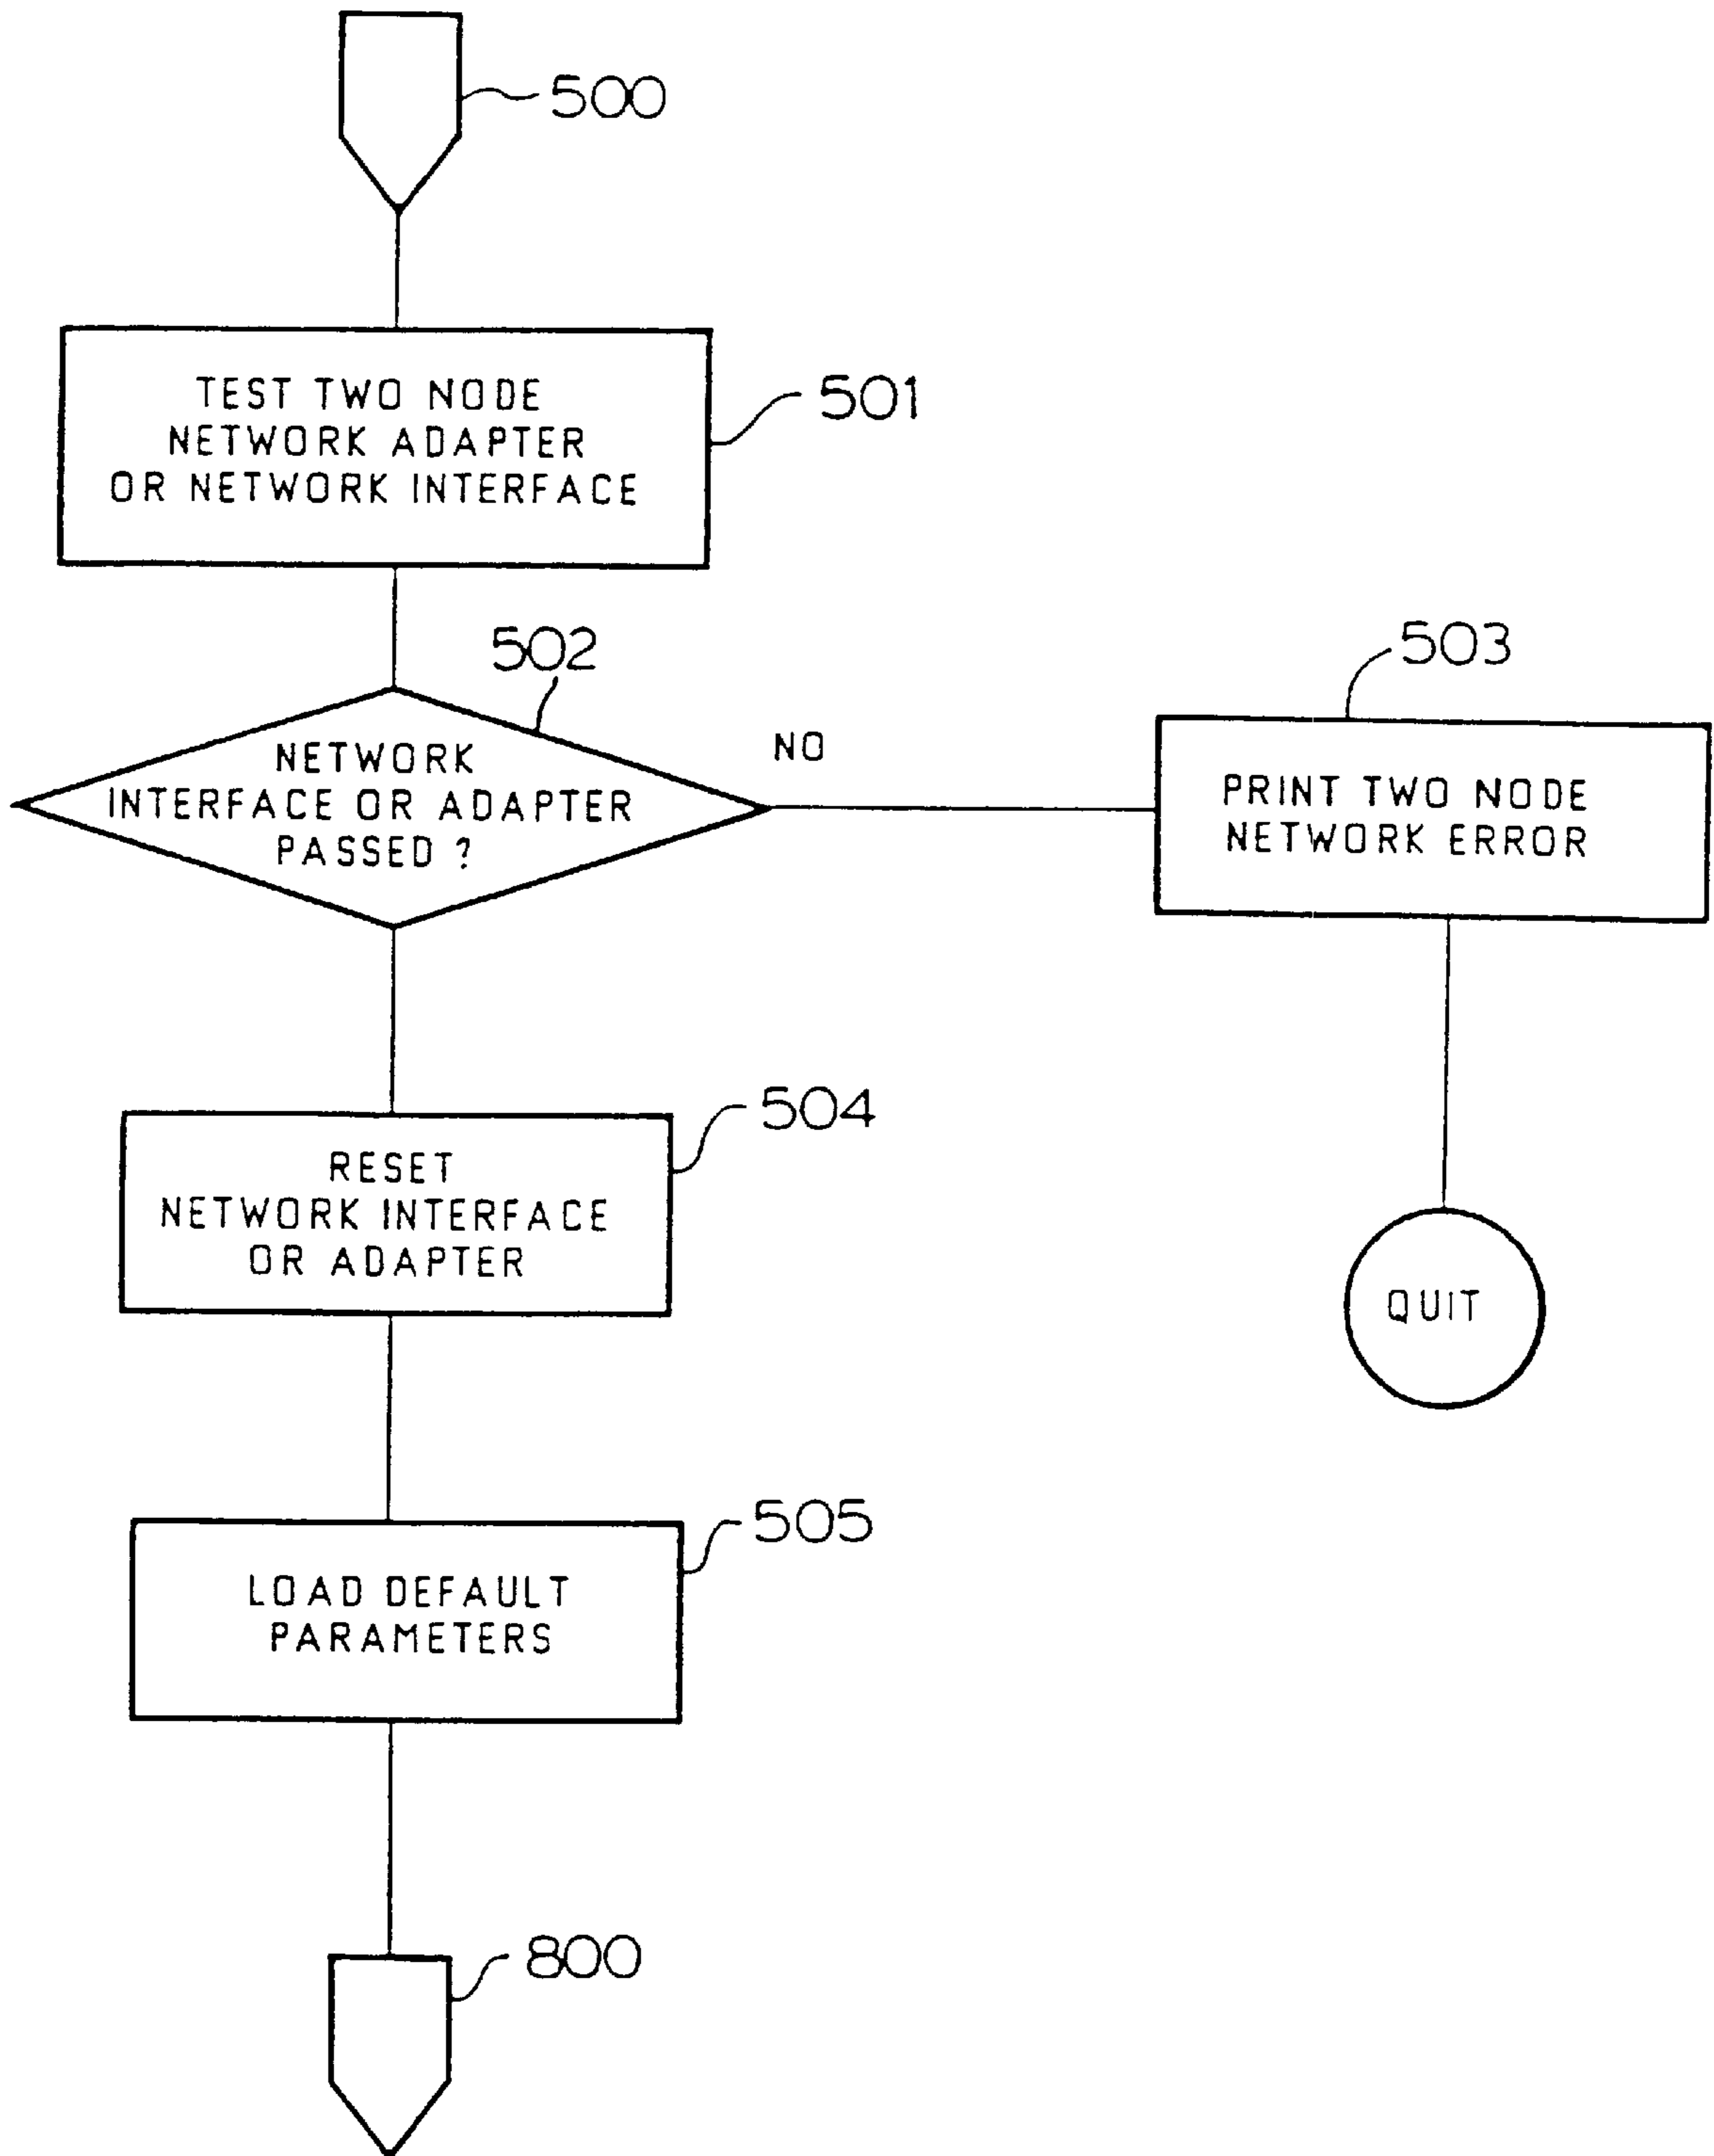 500
TEST TWO NODE
NETWORK ADAPTER
OR NETWORK INTERFACE
501
502
NETWORK
INTERFACE OR ADAPTER
PASSED ?
NO
503
PRINT TWO NODE
NETWORK ERROR
QUIT
504
RESET
NETWORK INTERFACE
OR ADAPTER
505
LOAD DEFAULT
PARAMETERS
800